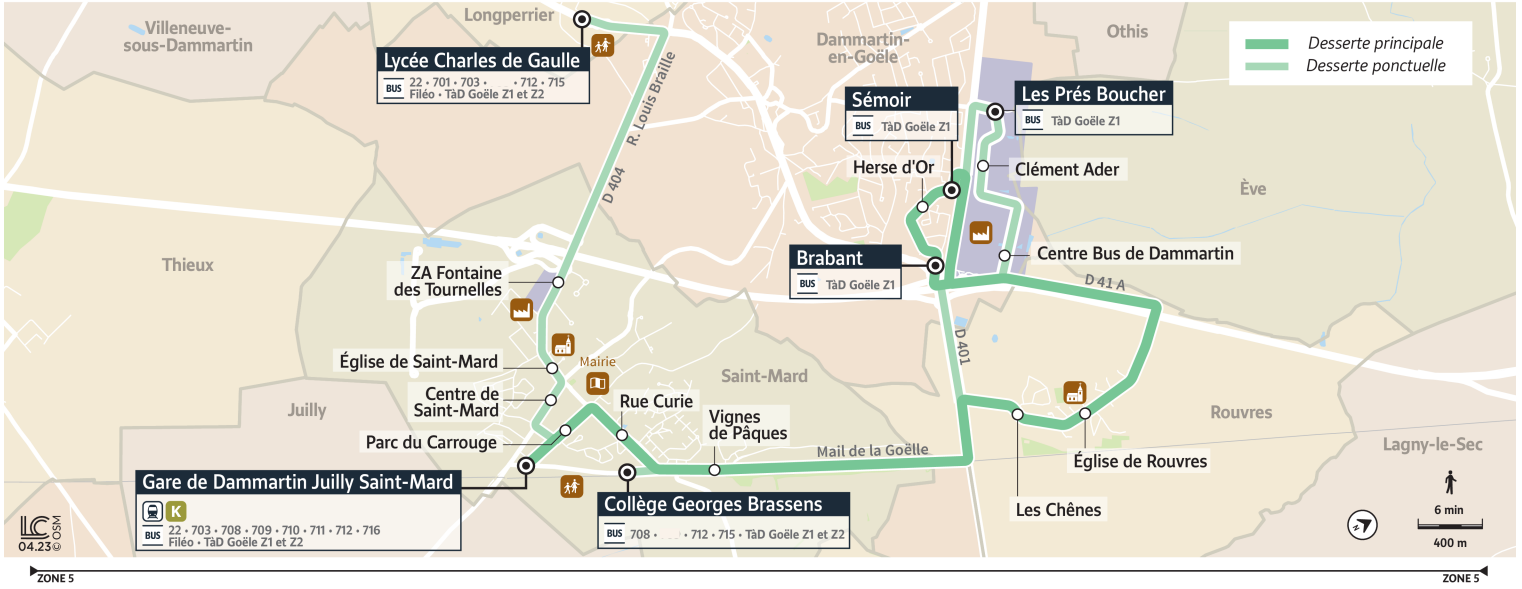 Villeneuve-
sous-Dammartin
Longperrier
Dammartin-
en-Goële
Othis
Desserte principale
Desserte ponctuelle
Lycée Charles de Gaulle
BUS 22 • 701 • 703 • • 712 • 715
Filéo • TàD Goële Z1 et Z2
R. Louis Braille
D 404
Sémoir
BUS TàD Goële Z1
Les Prés Boucher
BUS TàD Goële Z1
Herse d'Or
Clément Ader
Ève
Thieux
ZA Fontaine
des Tournelles
Brabant
BUS TàD Goële Z1
Centre Bus de Dammartin
D 41 A
D 401
Église de Saint-Mard
Mairie
Saint-Mard
Centre de
Saint-Mard
Juilly
Rue Curie
Vignes
de Pâques
Rouvres
Parc du Carrouge
Mail de la Goëlle
Église de Rouvres
Lagny-le-Sec
Gare de Dammartin Juilly Saint-Mard
K
BUS 22 • 703 • 708 • 709 • 710 • 711 • 712 • 716
Filéo • TàD Goële Z1 et Z2
Collège Georges Brassens
BUS 708 • • 712 • 715 • TàD Goële Z1 et Z2
Les Chênes
6 min
400 m
LC
04.23 © OSM
ZONE 5
ZONE 5